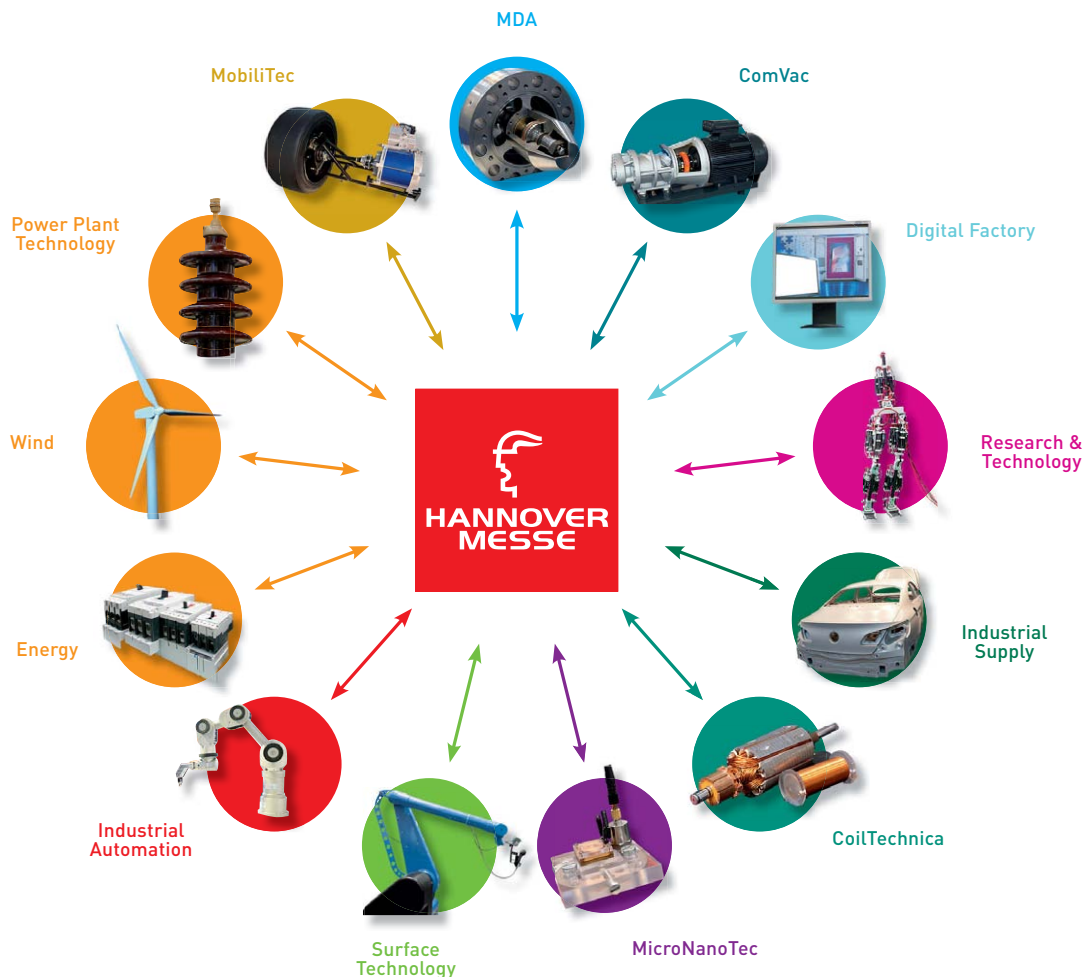 MDA
MobiliTec
ComVac
Power Plant
Technology
Digital Factory
Wind
Research &
Technology
HANNOVER
MESSE
Energy
Industrial
Supply
Industrial
Automation
CoilTechnica
Surface
Technology
MicroNanoTec